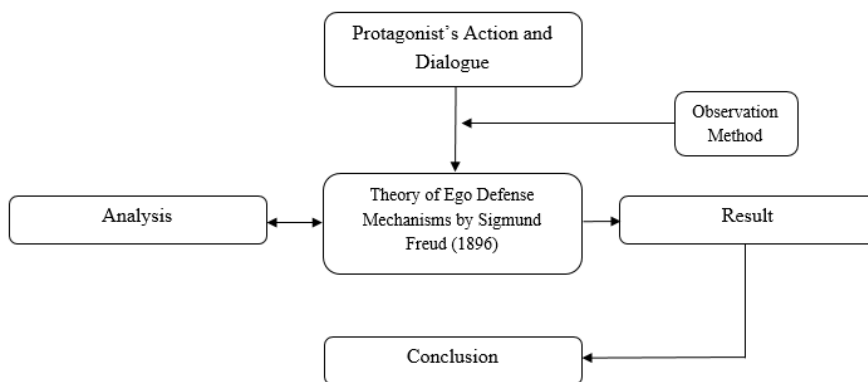 Protagonist's Action and
Dialogue
Observation
Method
Theory of Ego Defense
Mechanisms by Sigmund
Freud (1896)
Analysis
Result
Conclusion